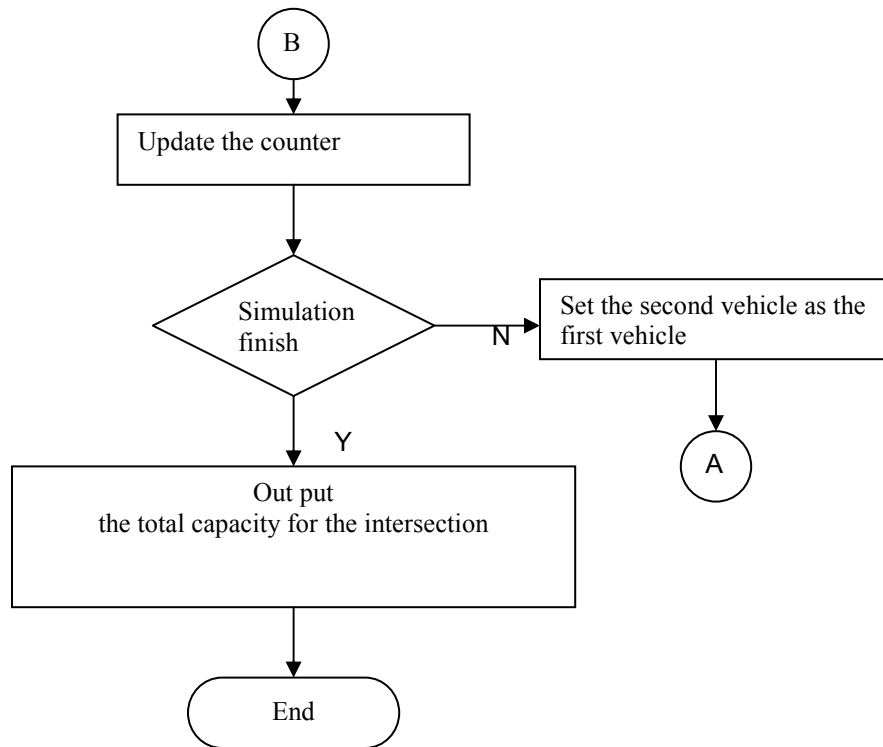 B
Update the counter
Simulation
finish
N
Set the second vehicle as the
first vehicle
Y
A
Out put
the total capacity for the intersection
End